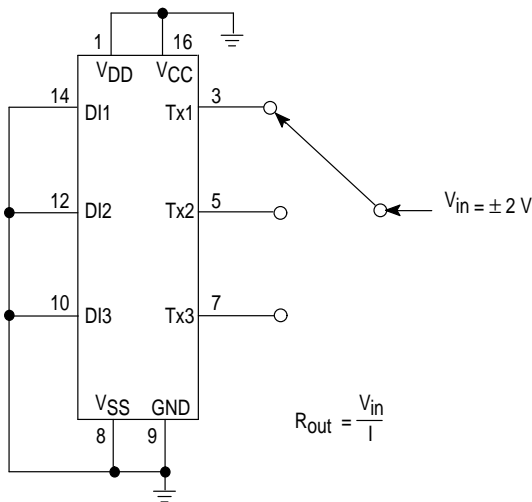 1 16
VDD VCC
14 DI1 Tx1 3
12 DI2 Tx2 5
Vin = ± 2 V
10 DI3 Tx3 7
VSS GND
8 9
Rout = Vin / I